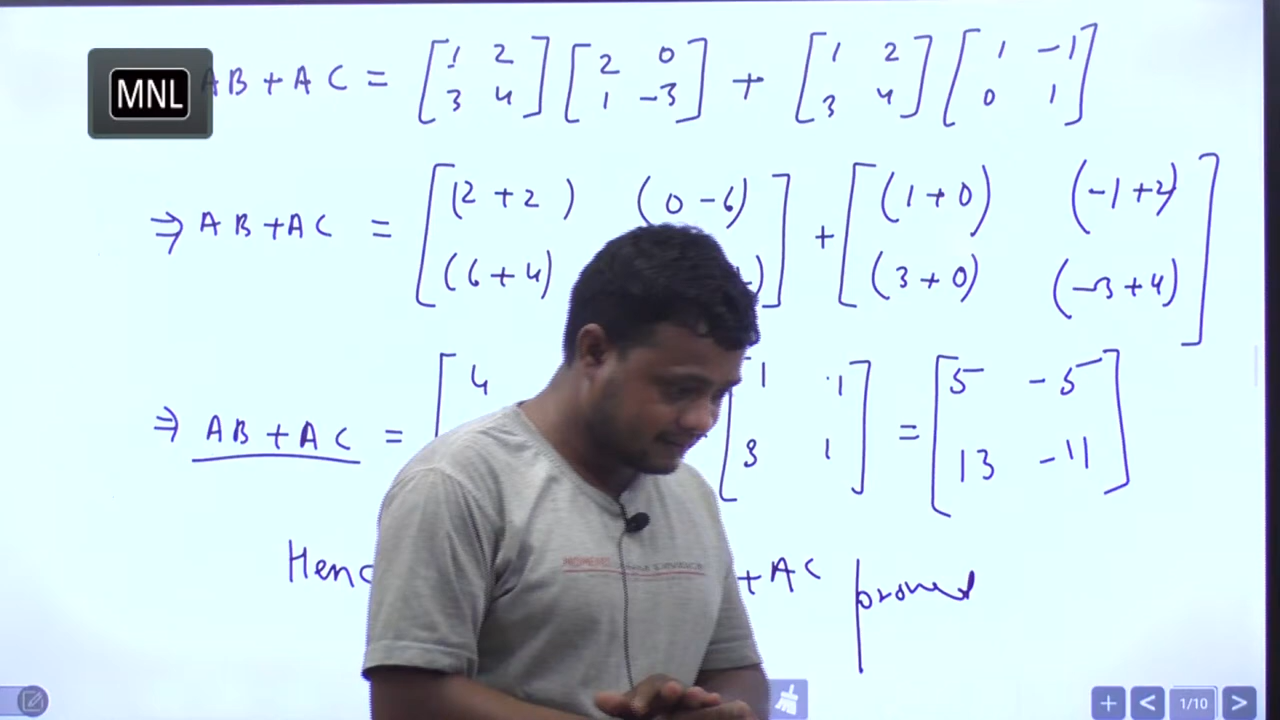 MNL
AB + AC = [1 2 3 4] [2 0 1 -3] + [1 2 3 4] [1 -1 0 1]
⇒ AB + AC = [(2 + 2) (0 - 6) (6 + 4)] + [(1 + 0) (-1 + 2) (3 + 0) (-3 + 4)]
⇒ AB + AC = [4 1 1 3 1] = [5 -5 13 -11]
Henc + AC proved
1/10